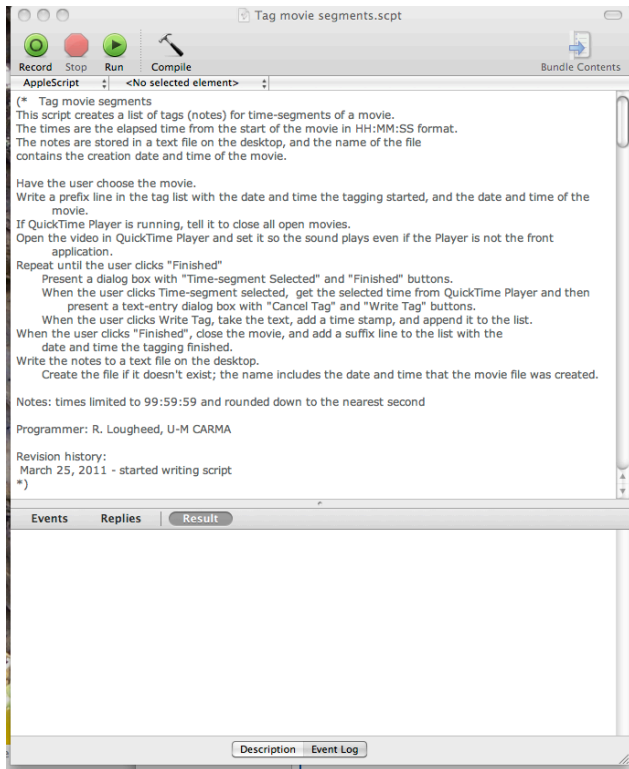 Tag movie segments.scpt
Record Stop Run Compile Bundle Contents
AppleScript <No selected element>
(* Tag movie segments
This script creates a list of tags (notes) for time-segments of a movie.
The times are the elapsed time from the start of the movie in HH:MM:SS format.
The notes are stored in a text file on the desktop, and the name of the file
contains the creation date and time of the movie.
Have the user choose the movie.
Write a prefix line in the tag list with the date and time the tagging started, and the date and time of the
movie.
If QuickTime Player is running, tell it to close all open movies.
Open the video in QuickTime Player and set it so the sound plays even if the Player is not the front
application.
Repeat until the user clicks "Finished"
Present a dialog box with "Time-segment Selected" and "Finished" buttons.
When the user clicks Time-segment selected, get the selected time from QuickTime Player and then
present a text-entry dialog box with "Cancel Tag" and "Write Tag" buttons.
When the user clicks Write Tag, take the text, add a time stamp, and append it to the list.
When the user clicks "Finished", close the movie, and add a suffix line to the list with the
date and time the tagging finished.
Write the notes to a text file on the desktop.
Create the file if it doesn't exist; the name includes the date and time that the movie file was created.
Notes: times limited to 99:59:59 and rounded down to the nearest second
Programmer: R. Lougheed, U-M CARMA
Revision history:
March 25, 2011 - started writing script
*)
Events Replies Result
Description Event Log